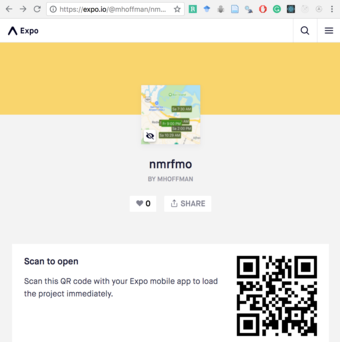 https://expo.io/@mhoffman/nm...
Expo
nmrfmo
BY MHOFFMAN
0
SHARE
Scan to open
Scan this QR code with your Expo mobile app to load
the project immediately.